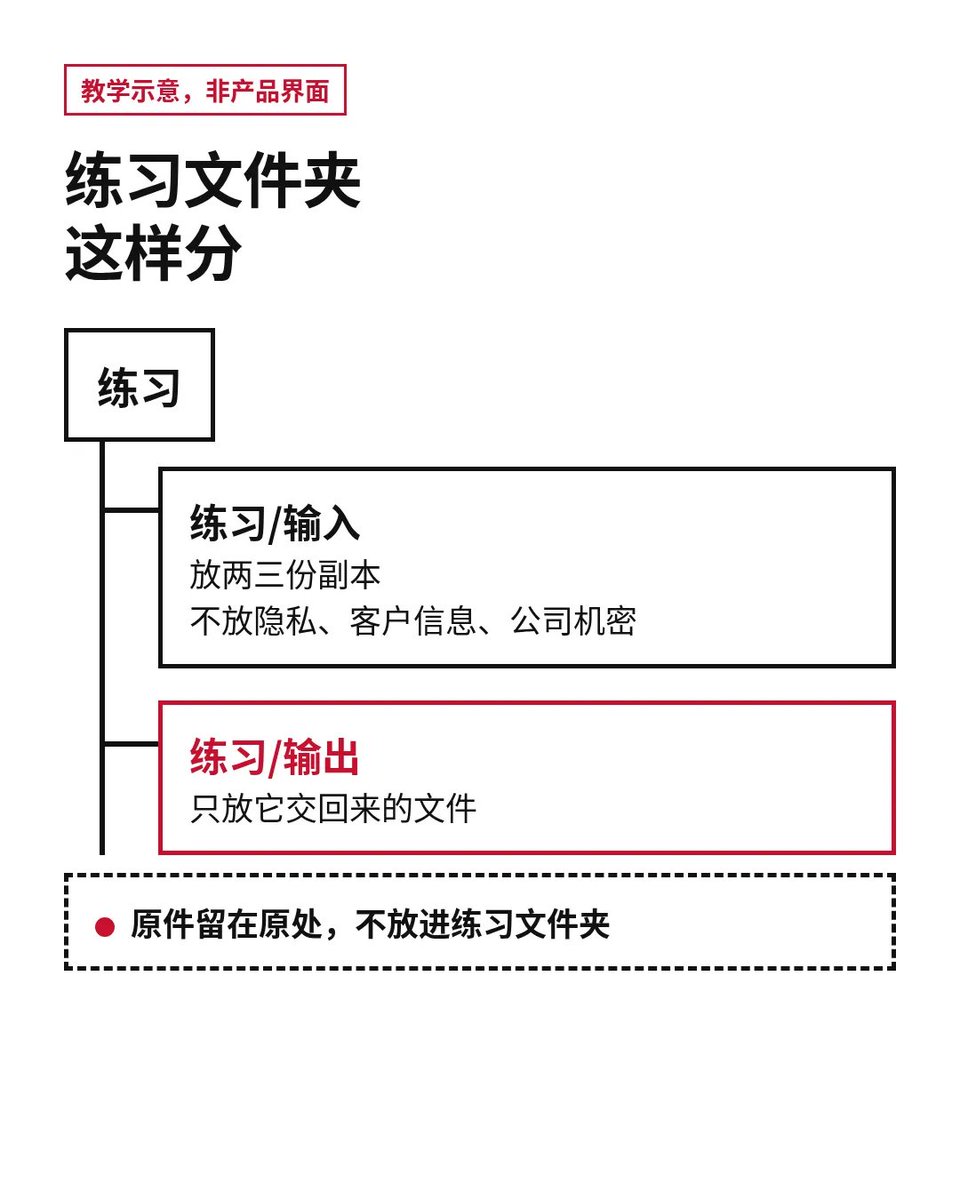 教学示意，非产品界面
练习文件夹
这样分
练习
练习/输入
放两三份副本
不放隐私、客户信息、公司机密
练习/输出
只放它交回来的文件
原件留在原处，不放进练习文件夹